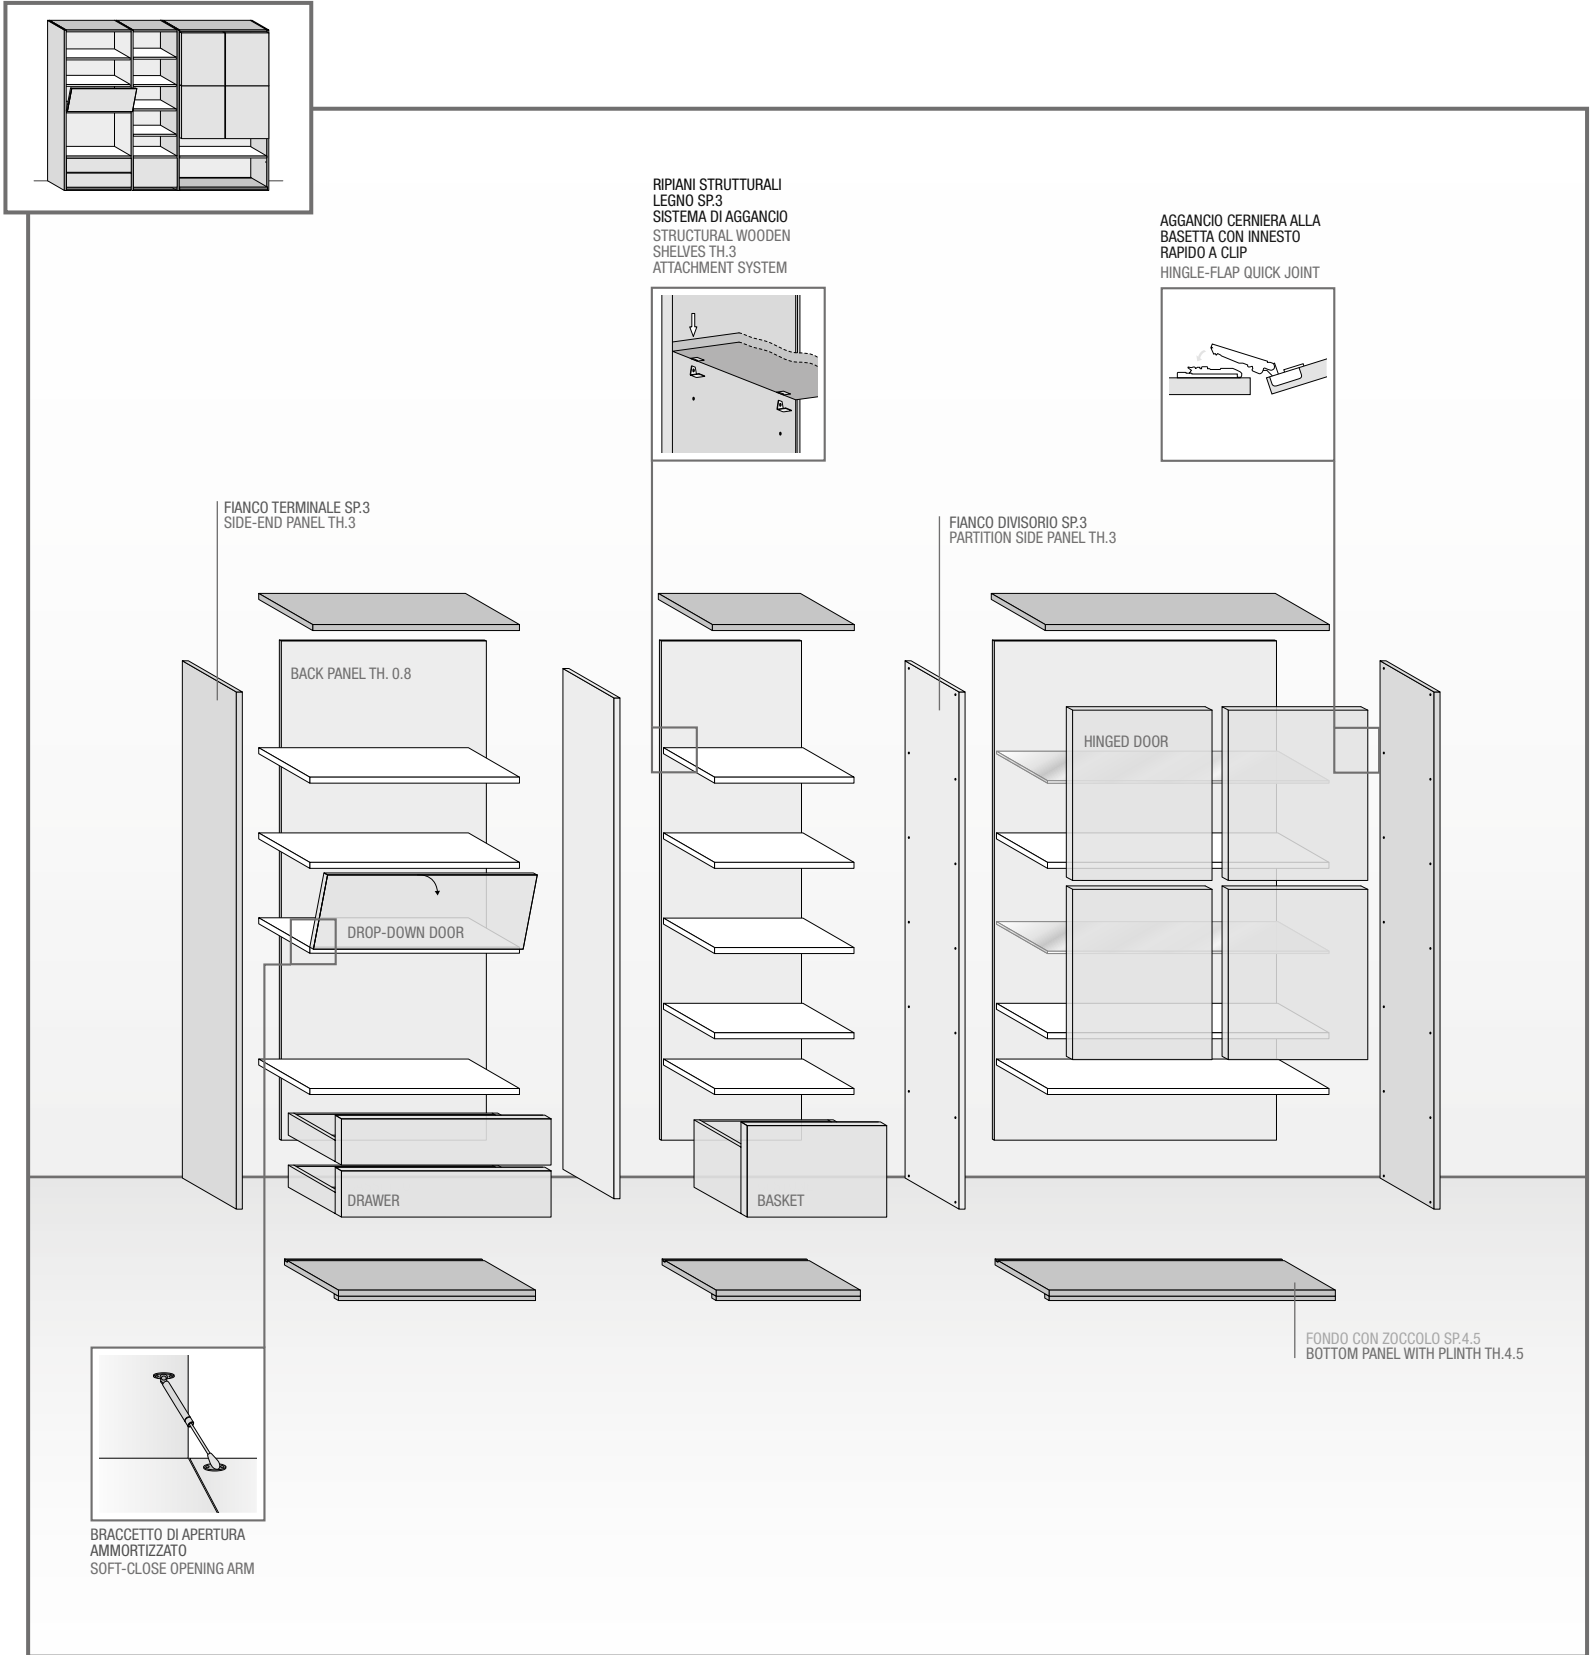 RIPIANI STRUTTURALI
LEGNO SP.3
SISTEMA DI AGGANCIO
STRUCTURAL WOODEN
SHELVES TH.3
ATTACHMENT SYSTEM
AGGANCIO CERNIERA ALLA
BASETTA CON INNESTO
RAPIDO A CLIP
HINGLE-FLAP QUICK JOINT
FIANCO TERMINALE SP.3
SIDE-END PANEL TH.3
FIANCO DIVISORIO SP.3
PARTITION SIDE PANEL TH.3
BACK PANEL TH. 0.8
HINGED DOOR
DROP-DOWN DOOR
DRAWER
BASKET
FONDO CON ZOCCOLO SP.4.5
BOTTOM PANEL WITH PLINTH TH.4.5
BRACCETTO DI APERTURA
AMMORTIZZATO
SOFT-CLOSE OPENING ARM